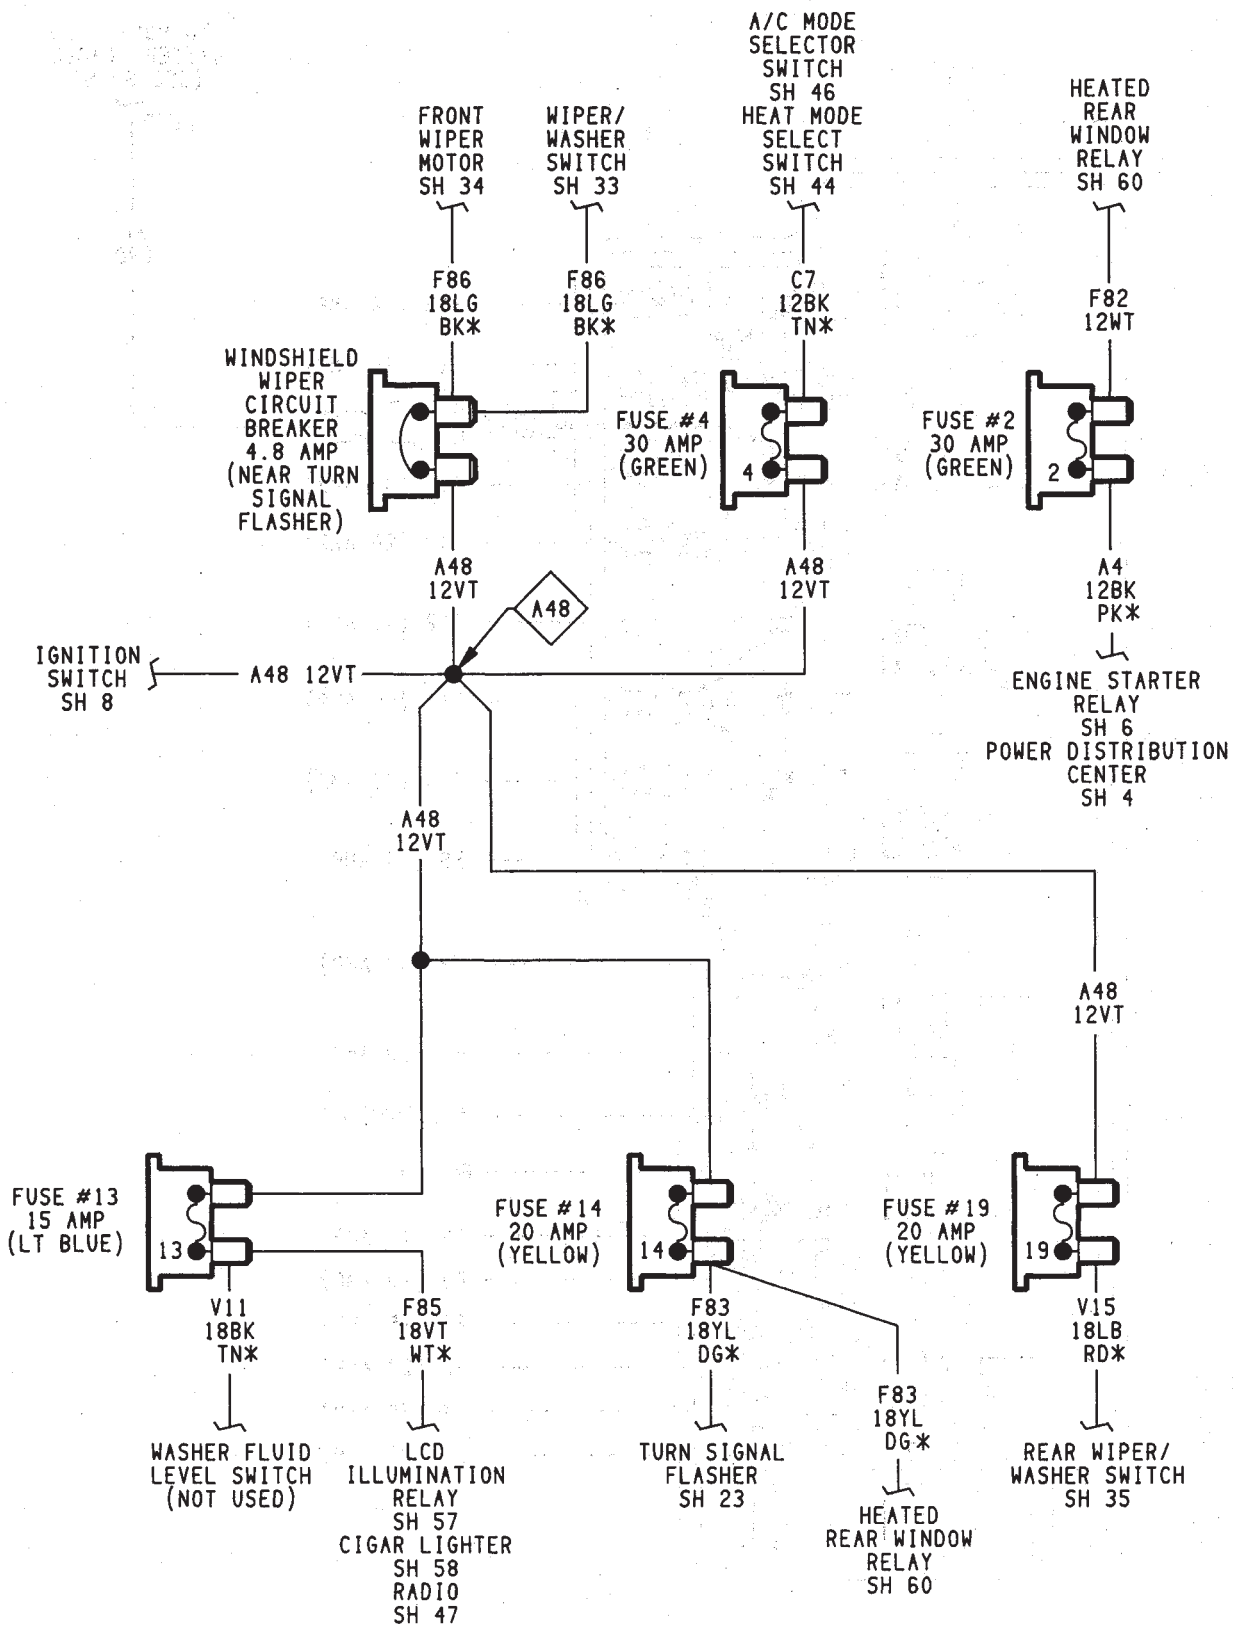 A/C MODE
SELECTOR
SWITCH
SH 46
HEAT MODE
SELECT
SWITCH
SH 44
FRONT
WIPER
MOTOR
SH 34
WIPER/
WASHER
SWITCH
SH 33
HEATED
REAR
WINDOW
RELAY
SH 60
F86
18LG
BK*
F86
18LG
BK*
C7
12BK
TN*
F82
12WT
WINDSHIELD
WIPER
CIRCUIT
BREAKER
4.8 AMP
(NEAR TURN
SIGNAL
FLASHER)
FUSE #4
30 AMP
(GREEN)
4
FUSE #2
30 AMP
(GREEN)
2
A48
12VT
A48
A48
12VT
A4
12BK
PK*
IGNITION
SWITCH
SH 8
A48 12VT
ENGINE STARTER
RELAY
SH 6
POWER DISTRIBUTION
CENTER
SH 4
A48
12VT
A48
12VT
FUSE #13
15 AMP
(LT BLUE)
13
FUSE #14
20 AMP
(YELLOW)
14
FUSE #19
20 AMP
(YELLOW)
19
V11
18BK
TN*
F85
18VT
WT*
F83
18YL
DG*
F83
18YL
DG*
V15
18LB
RD*
WASHER FLUID
LEVEL SWITCH
(NOT USED)
LCD
ILLUMINATION
RELAY
SH 57
CIGAR LIGHTER
SH 58
RADIO
SH 47
TURN SIGNAL
FLASHER
SH 23
HEATED
REAR WINDOW
RELAY
SH 60
REAR WIPER/
WASHER SWITCH
SH 35